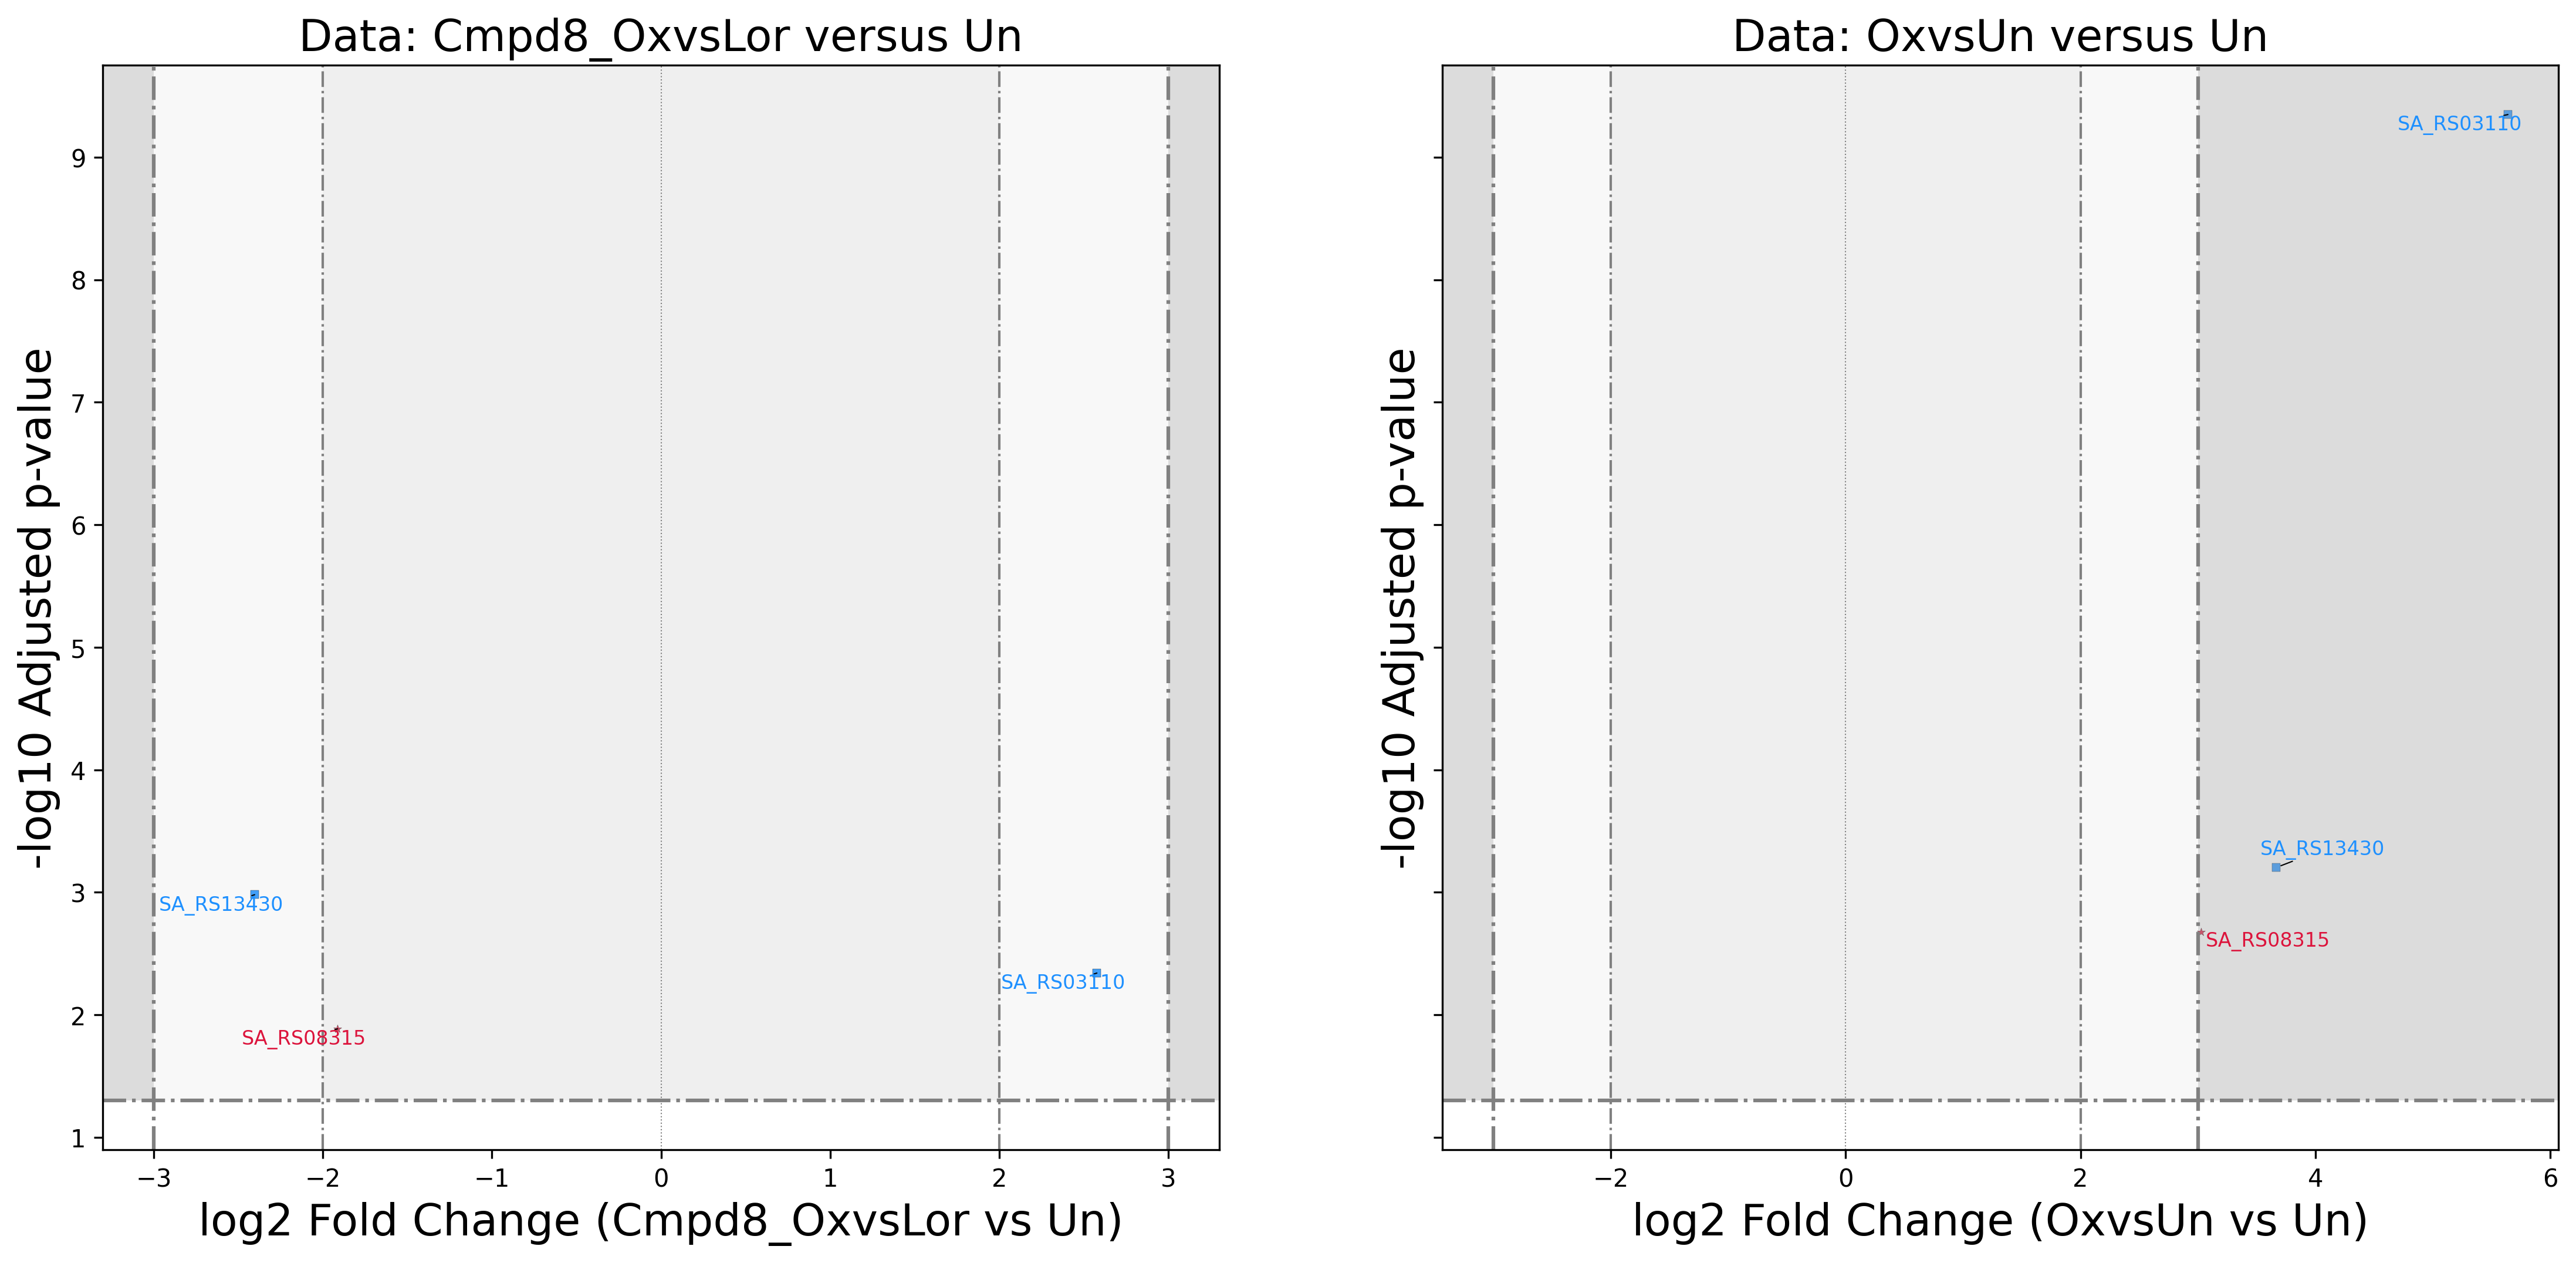 Data: Cmpd8_OxvsLor versus Un
-log10 Adjusted p-value
9
8
7
6
5
4
3
2
1
SA_RS13430
SA_RS03110
SA_RS08315
−3
−2
−1
0
1
2
3
log2 Fold Change (Cmpd8_OxvsLor vs Un)
Data: OxvsUn versus Un
-log10 Adjusted p-value
SA_RS03110
SA_RS13430
SA_RS08315
−2
0
2
4
6
log2 Fold Change (OxvsUn vs Un)